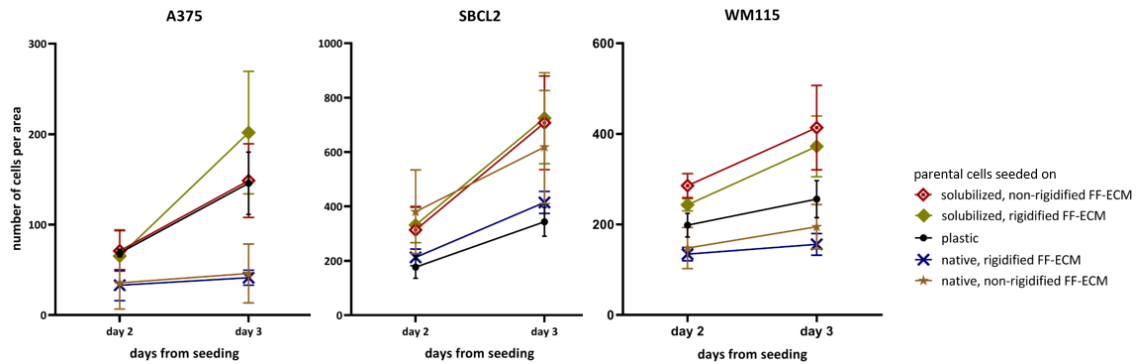 A375
300
200
100
0
number of cells per area
day 2
day 3
days from seeding
SBCL2
1000
800
600
400
200
0
day 2
day 3
days from seeding
WM115
600
400
200
0
day 2
day 3
days from seeding
parental cells seeded on
solubilized, non-rigidified FF-ECM
solubilized, rigidified FF-ECM
plastic
native, rigidified FF-ECM
native, non-rigidified FF-ECM